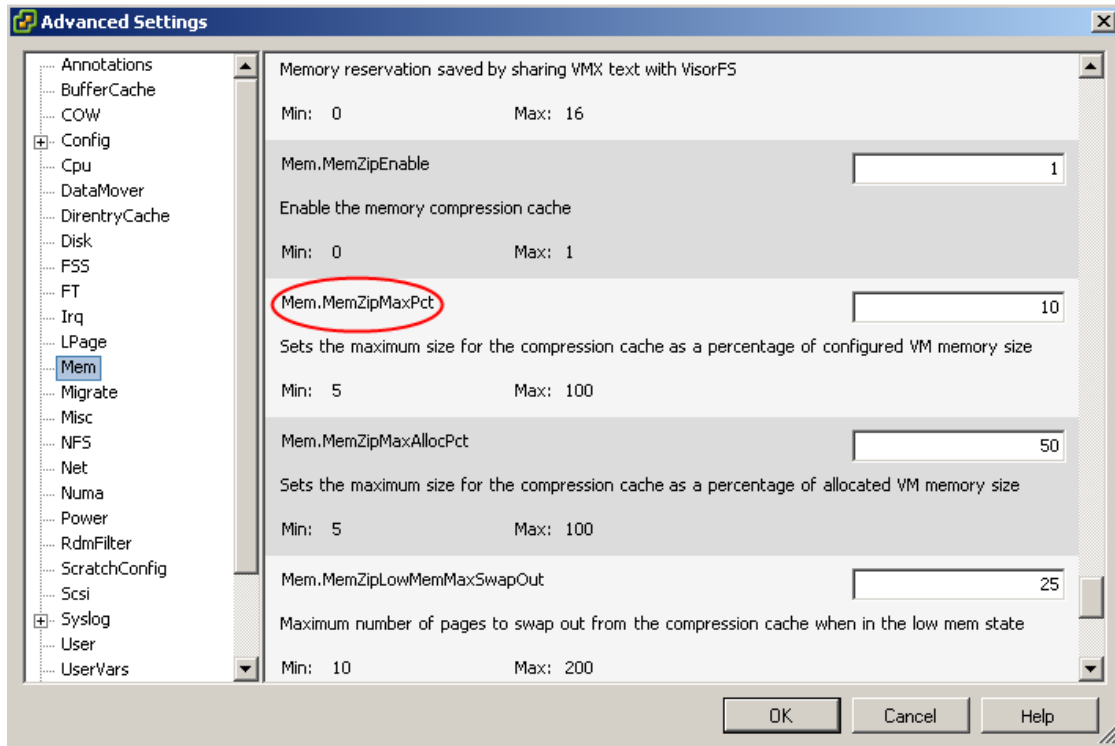 Advanced Settings
Annotations
BufferCache
COW
Config
Cpu
DataMover
DirentryCache
Disk
FSS
FT
Irq
LPage
Mem
Migrate
Misc
NFS
Net
Numa
Power
RdmFilter
ScratchConfig
Scsi
Syslog
User
UserVars
Memory reservation saved by sharing VMX text with VisorFS
Min: 0 Max: 16
Mem.MemZipEnable 1
Enable the memory compression cache
Min: 0 Max: 1
Mem.MemZipMaxPct 10
Sets the maximum size for the compression cache as a percentage of configured VM memory size
Min: 5 Max: 100
Mem.MemZipMaxAllocPct 50
Sets the maximum size for the compression cache as a percentage of allocated VM memory size
Min: 5 Max: 100
Mem.MemZipLowMemMaxSwapOut 25
Maximum number of pages to swap out from the compression cache when in the low mem state
Min: 10 Max: 200
OK Cancel Help